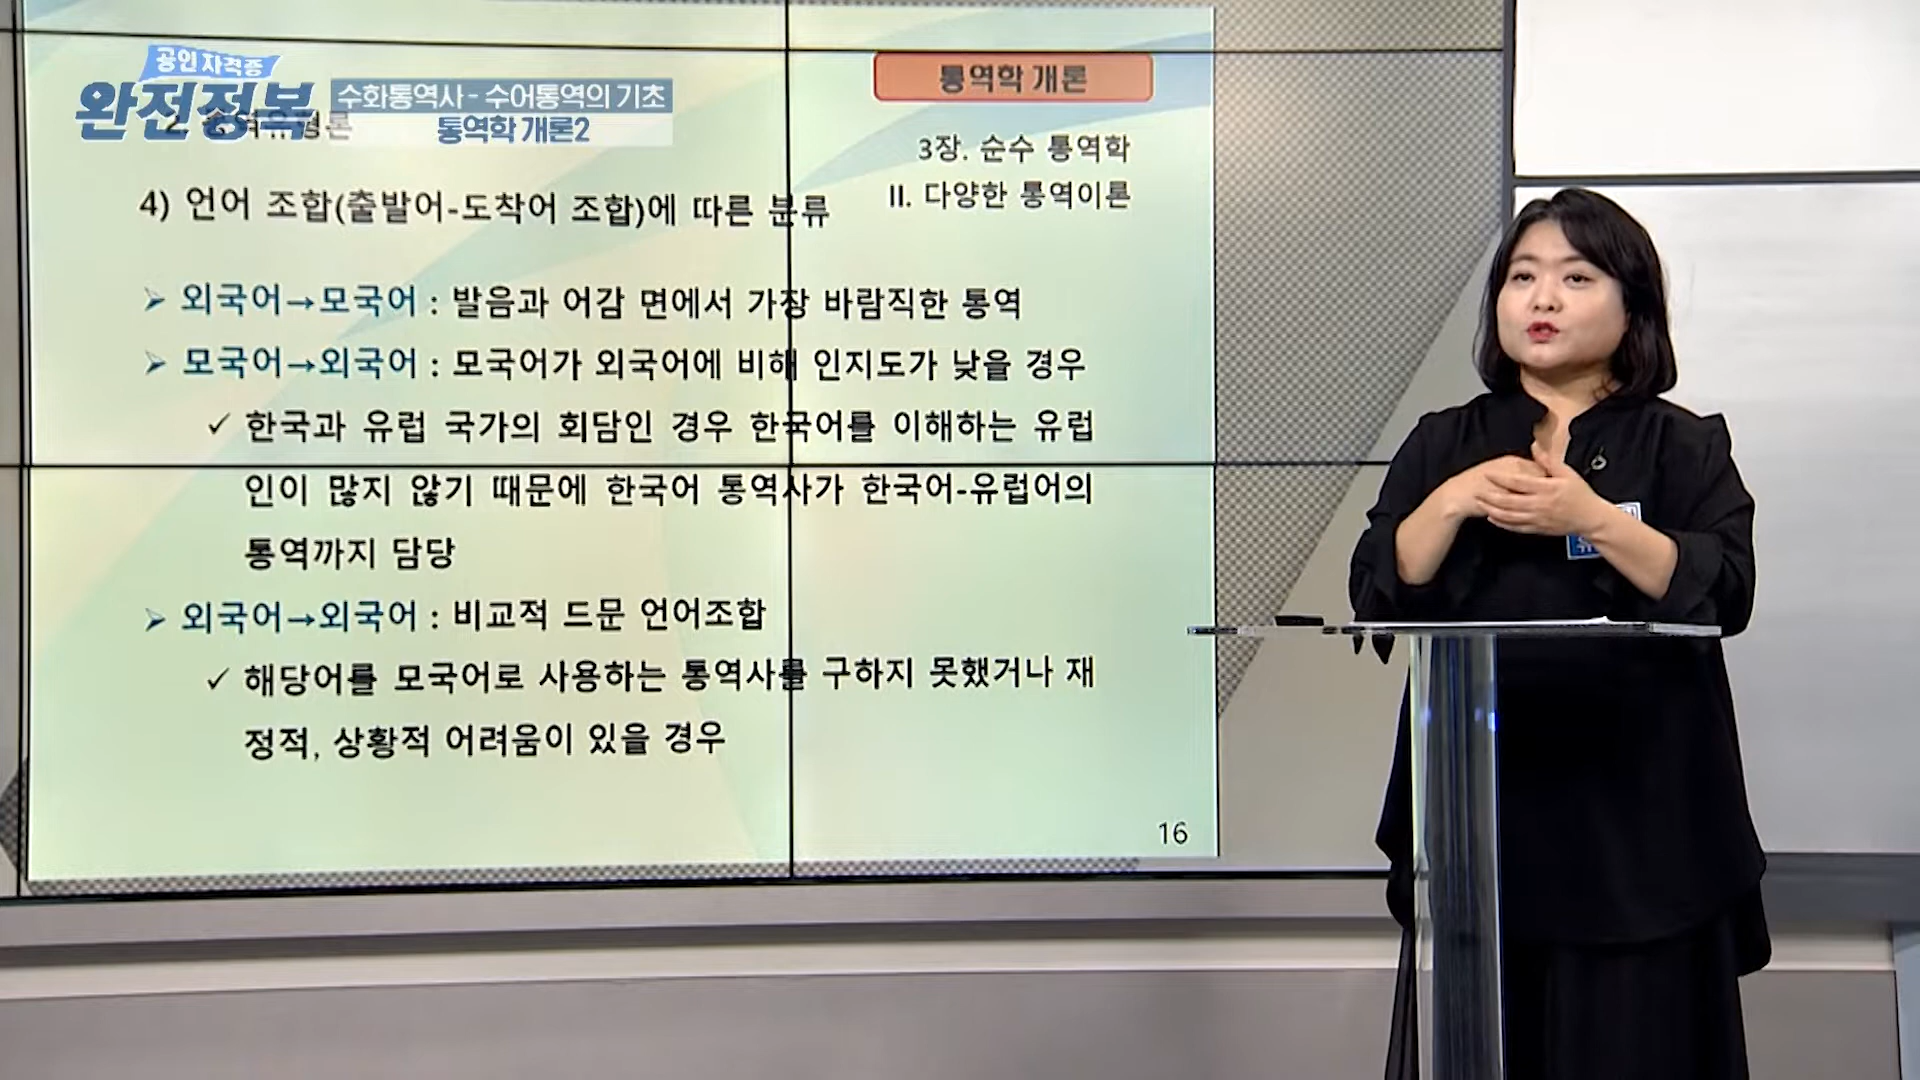 공인 자격증
완전정복
수화통역사 - 수어통역의 기초
통역학 개론2
통역학 개론
3장. 순수 통역학
II. 다양한 통역이론
2. 통역유형론
4) 언어 조합(출발어-도착어 조합)에 따른 분류
➢ 외국어→모국어 : 발음과 어감 면에서 가장 바람직한 통역
➢ 모국어→외국어 : 모국어가 외국어에 비해 인지도가 낮을 경우
✓ 한국과 유럽 국가의 회담인 경우 한국어를 이해하는 유럽
인이 많지 않기 때문에 한국어 통역사가 한국어-유럽어의
통역까지 담당
➢ 외국어→외국어 : 비교적 드문 언어조합
✓ 해당어를 모국어로 사용하는 통역사를 구하지 못했거나 재
정적, 상황적 어려움이 있을 경우
16